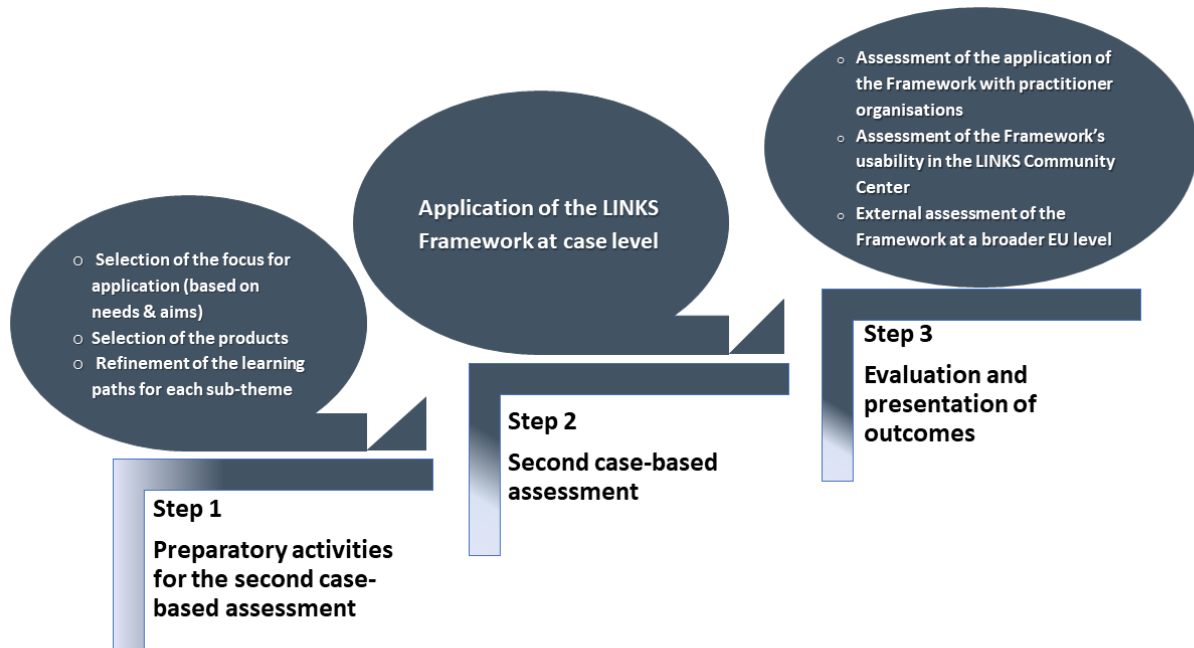 ○ Selection of the focus for
application (based on
needs & aims)
○ Selection of the products
○ Refinement of the learning
paths for each sub-theme
Step 1
Preparatory activities
for the second case-
based assessment
Application of the LINKS
Framework at case level
Step 2
Second case-based
assessment
○ Assessment of the application of
the Framework with practitioner
organisations
○ Assessment of the Framework's
usability in the LINKS Community
Center
○ External assessment of the
Framework at a broader EU level
Step 3
Evaluation and
presentation of
outcomes